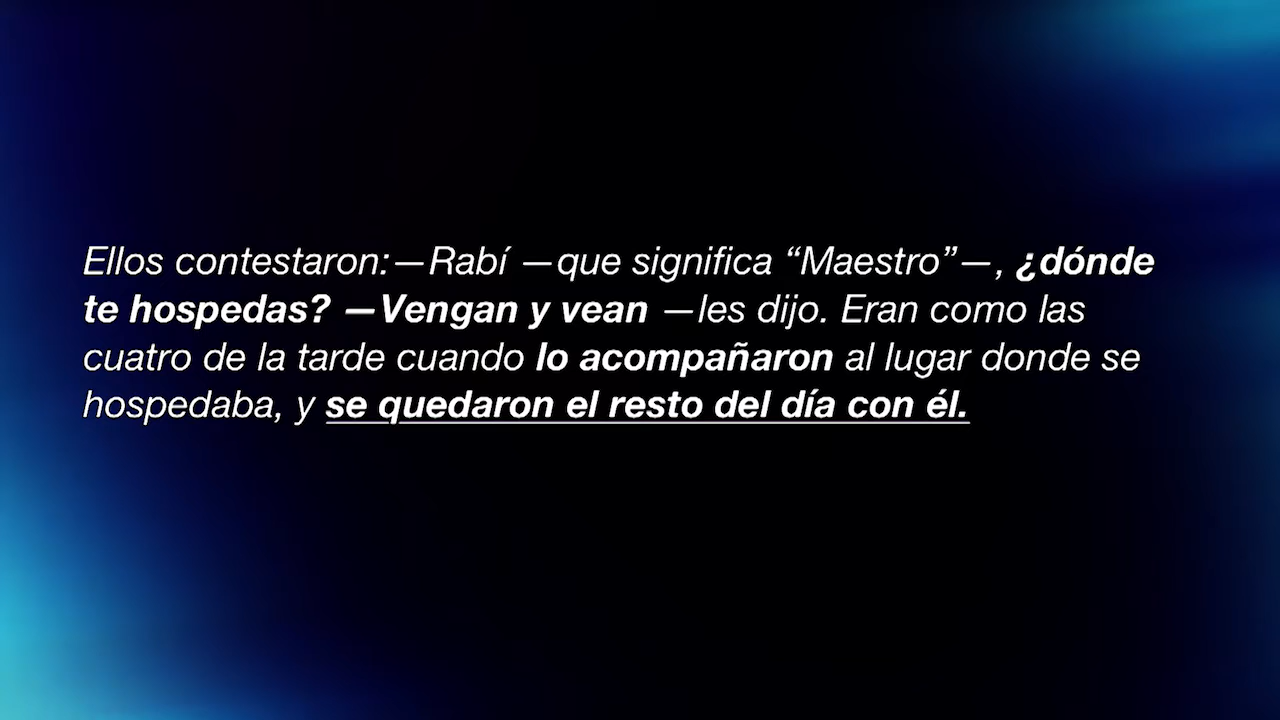 Ellos contestaron:—Rabí —que significa “Maestro”—, ¿dónde
te hospedas? —Vengan y vean —les dijo. Eran como las
cuatro de la tarde cuando lo acompañaron al lugar donde se
hospedaba, y se quedaron el resto del día con él.